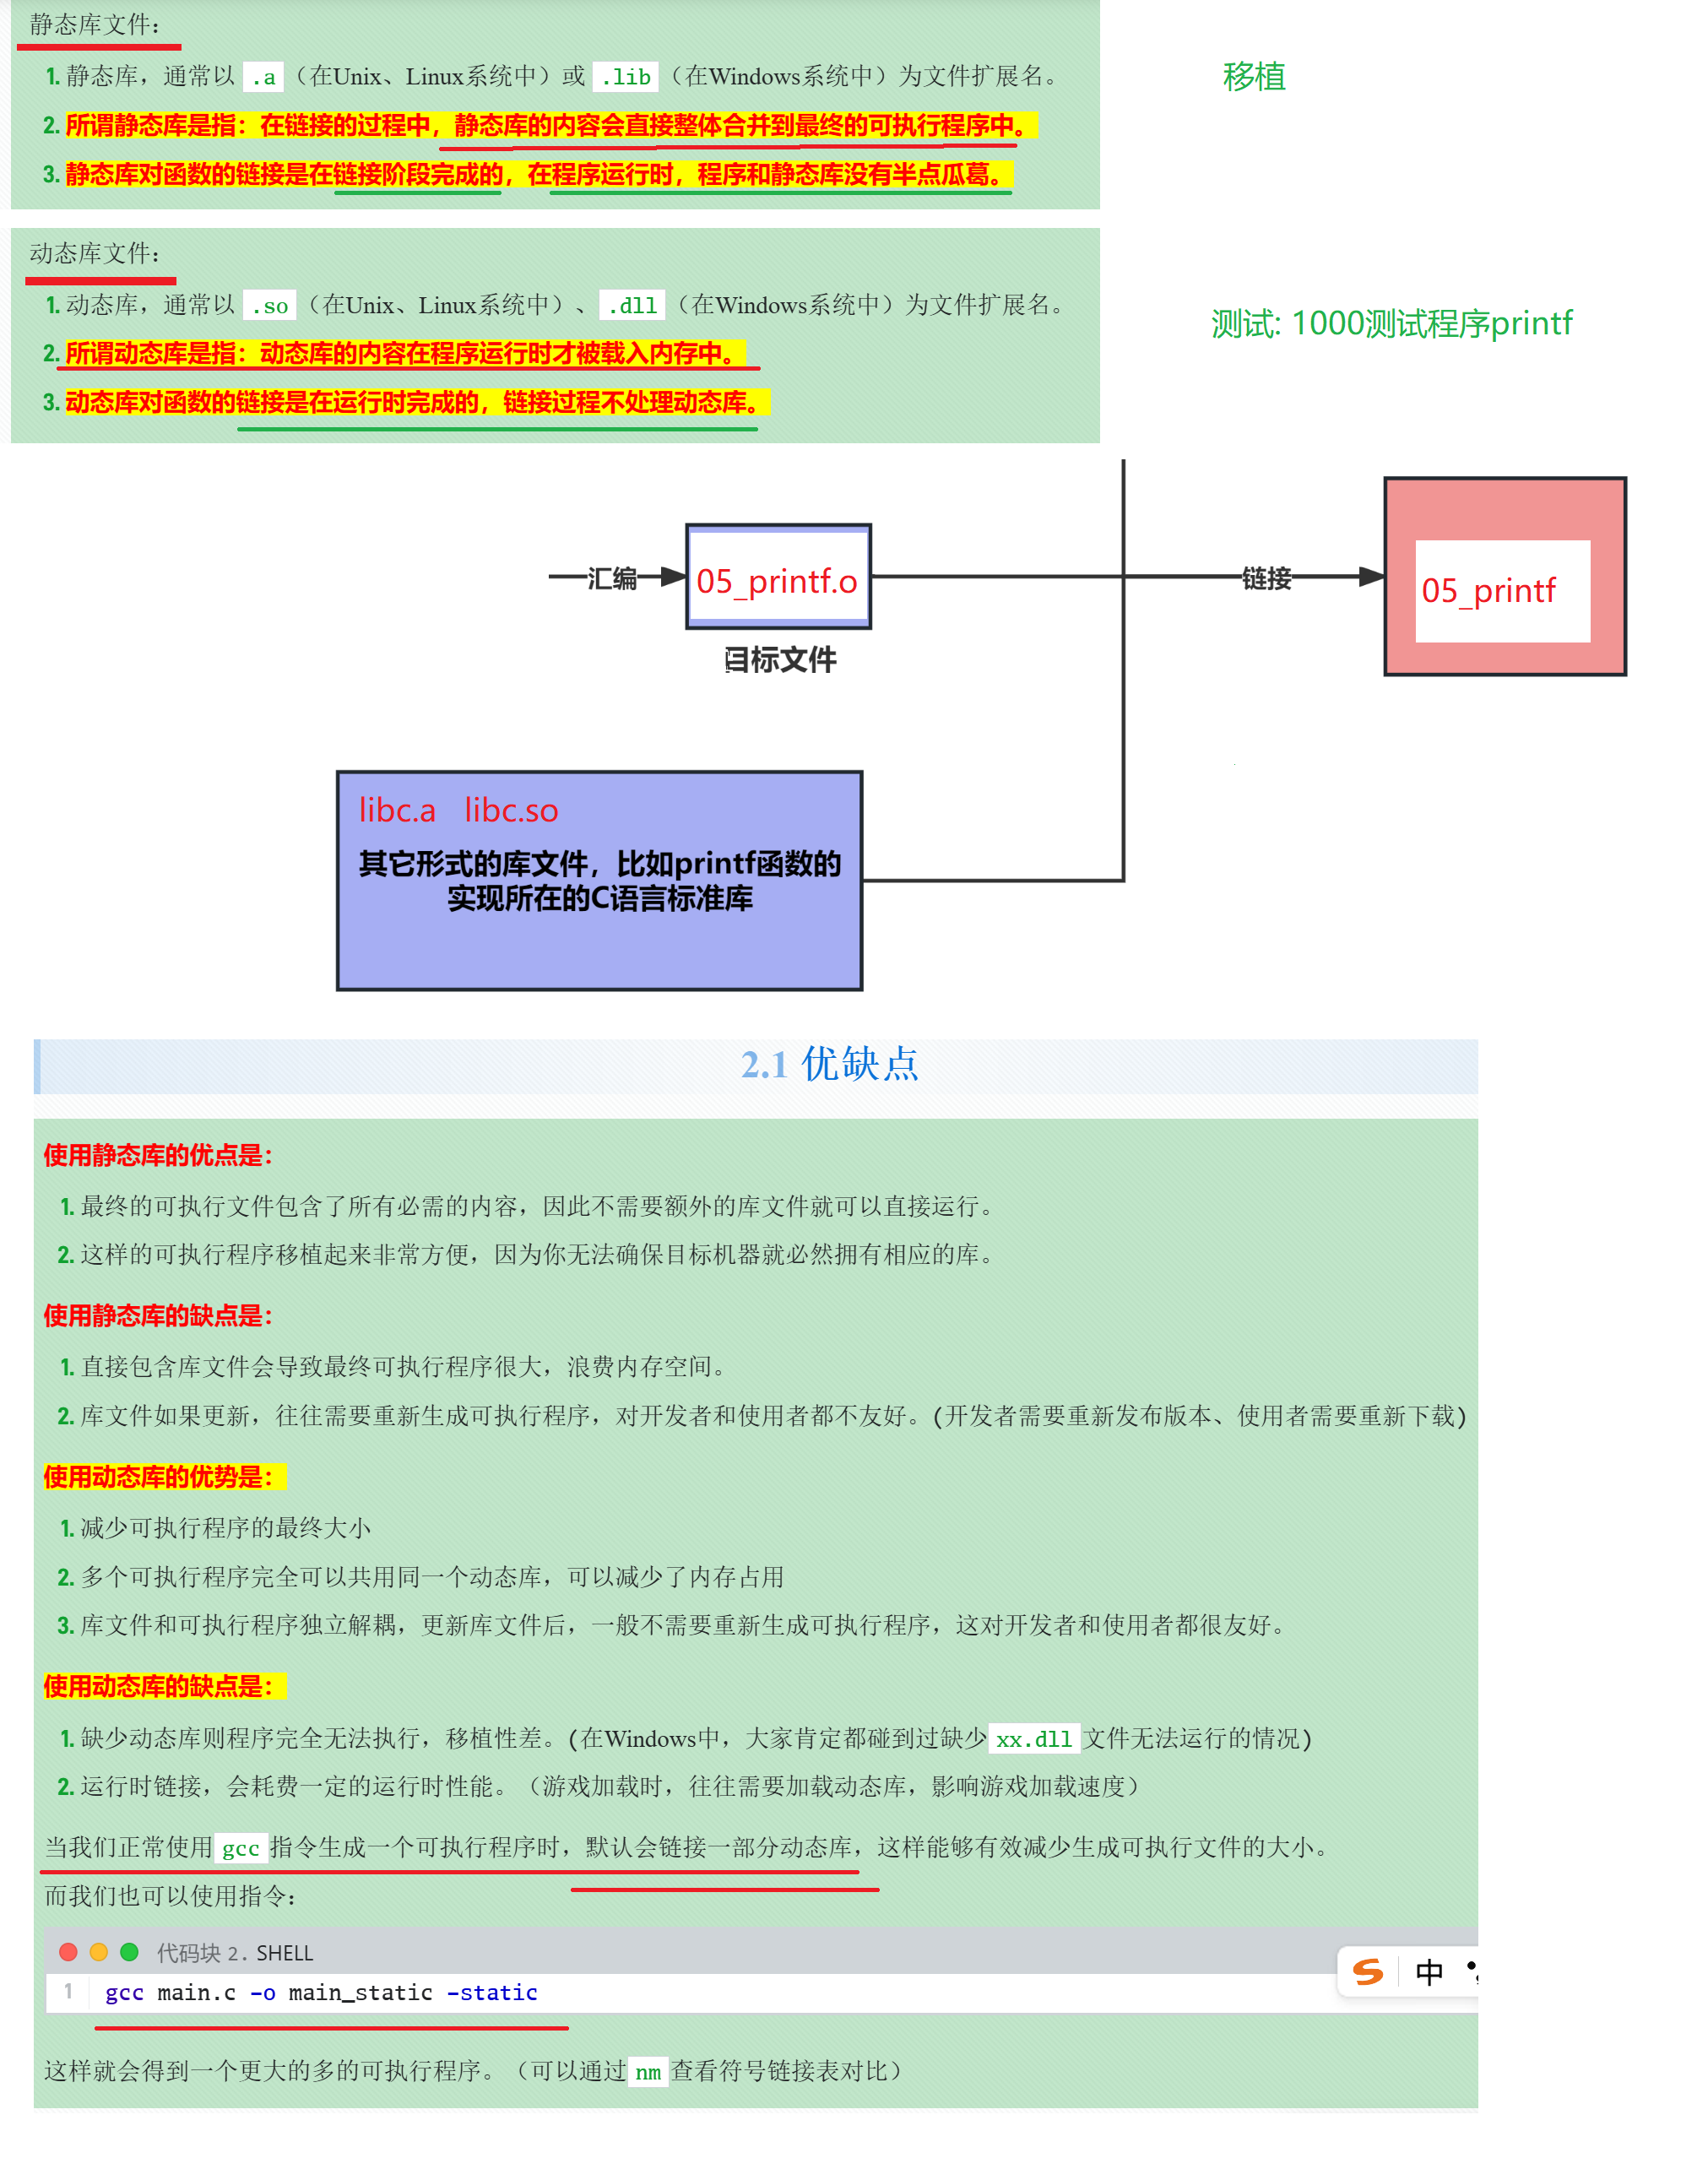 静态库文件：
1. 静态库，通常以 .a （在Unix、Linux系统中）或 .lib （在Windows系统中）为文件扩展名。
2. 所谓静态库是指：在链接的过程中，静态库的内容会直接整体合并到最终的可执行程序中。
3. 静态库对函数的链接是在链接阶段完成的，在程序运行时，程序和静态库没有半点瓜葛。
移植
动态库文件：
1. 动态库，通常以 .so （在Unix、Linux系统中）、 .dll （在Windows系统中）为文件扩展名。
2. 所谓动态库是指：动态库的内容在程序运行时才被载入内存中。
3. 动态库对函数的链接是在运行时完成的，链接过程不处理动态库。
测试: 1000测试程序printf
汇编
05_printf.o
链接
05_printf
目标文件
libc.a libc.so
其它形式的库文件，比如printf函数的
实现所在的C语言标准库
2.1 优缺点
使用静态库的优点是：
1. 最终的可执行文件包含了所有必需的内容，因此不需要额外的库文件就可以直接运行。
2. 这样的可执行程序移植起来非常方便，因为你无法确保目标机器就必然拥有相应的库。
使用静态库的缺点是：
1. 直接包含库文件会导致最终可执行程序很大，浪费内存空间。
2. 库文件如果更新，往往需要重新生成可执行程序，对开发者和使用者都不友好。(开发者需要重新发布版本、使用者需要重新下载)
使用动态库的优势是：
1. 减少可执行程序的最终大小
2. 多个可执行程序完全可以共用同一个动态库，可以减少了内存占用
3. 库文件和可执行程序独立解耦，更新库文件后，一般不需要重新生成可执行程序，这对开发者和使用者都很友好。
使用动态库的缺点是：
1. 缺少动态库则程序完全无法执行，移植性差。(在Windows中，大家肯定都碰到过缺少 xx.dll 文件无法运行的情况)
2. 运行时链接，会耗费一定的运行时性能。（游戏加载时，往往需要加载动态库，影响游戏加载速度）
当我们正常使用 gcc 指令生成一个可执行程序时，默认会链接一部分动态库，这样能够有效减少生成可执行文件的大小。
而我们也可以使用指令：
代码块 2. SHELL
中
1 gcc main.c -o main_static -static
这样就会得到一个更大的多的可执行程序。（可以通过 nm 查看符号链接表对比）